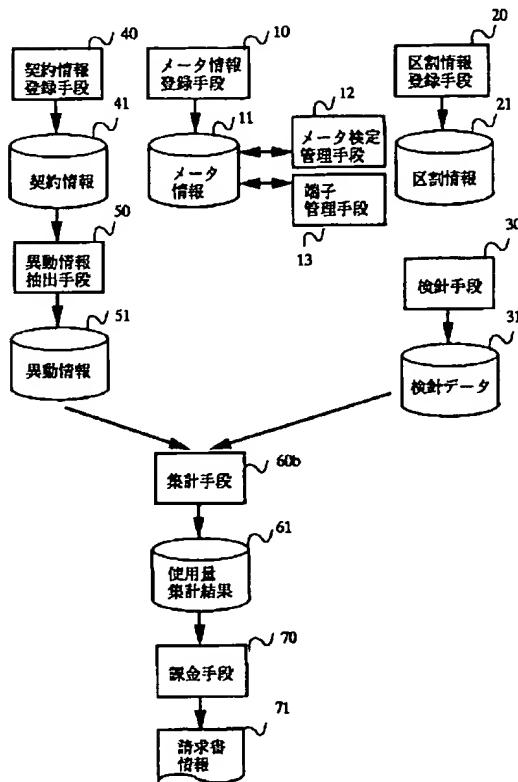 40
契約情報
登録手段
10
メータ情報
登録手段
20
区割情報
登録手段
41
契約情報
11
メータ
情報
12
メータ検定
管理手段
端子
管理手段
13
21
区割情報
50
異動情報
抽出手段
30
検針手段
51
異動情報
31
検針データ
集計手段
60b
61
使用量
集計結果
70
課金手段
71
請求書
情報